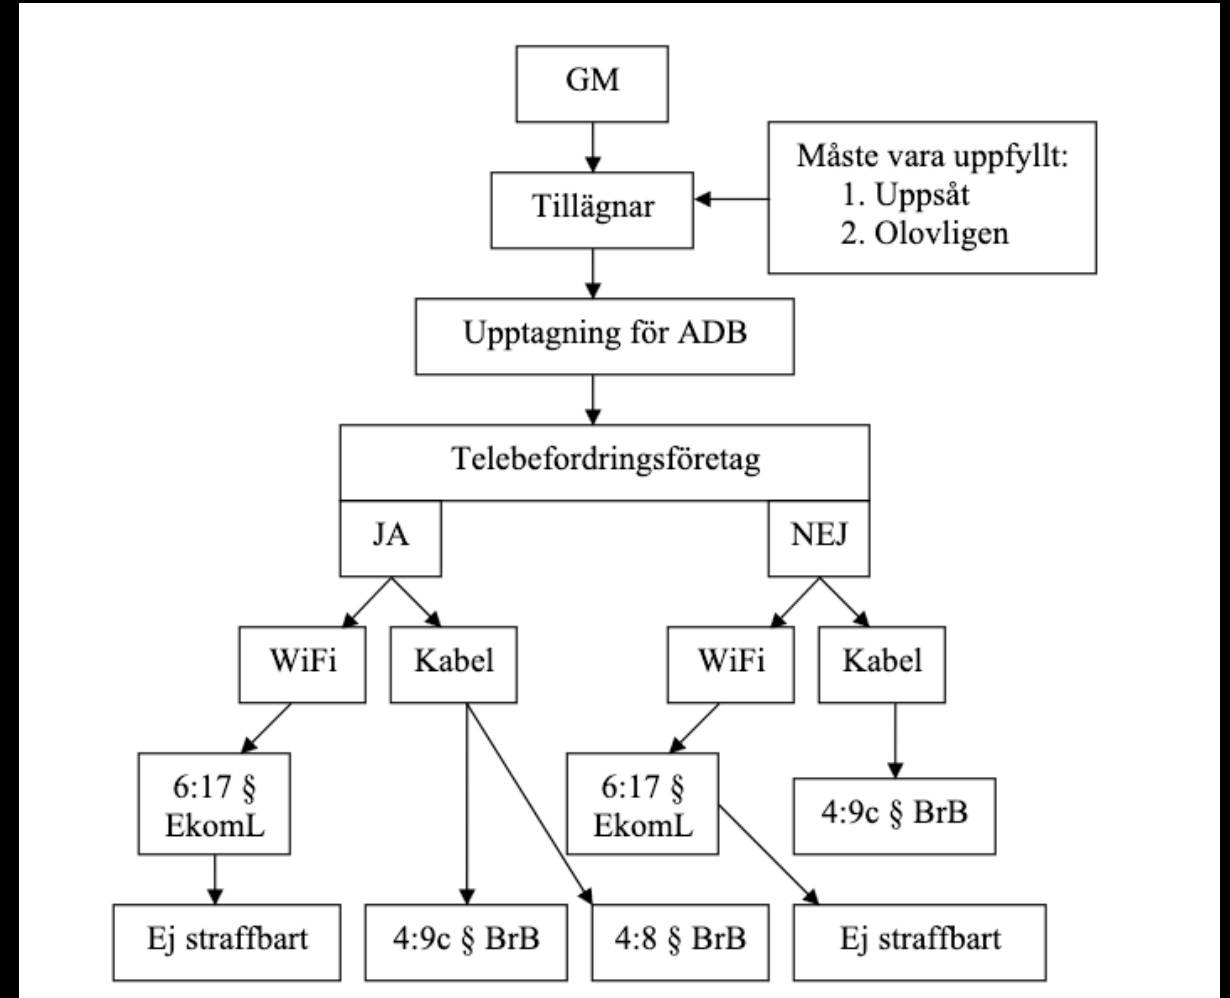 GM
Måste vara uppfyllt:
1. Uppsåt
2. Olovligen
Tillägnar
Upptagning för ADB
Telebefordringsföretag
JA
NEJ
WiFi
Kabel
WiFi
Kabel
6:17 §
EkomL
6:17 §
EkomL
4:9c § BrB
Ej straffbart
4:9c § BrB
4:8 § BrB
Ej straffbart